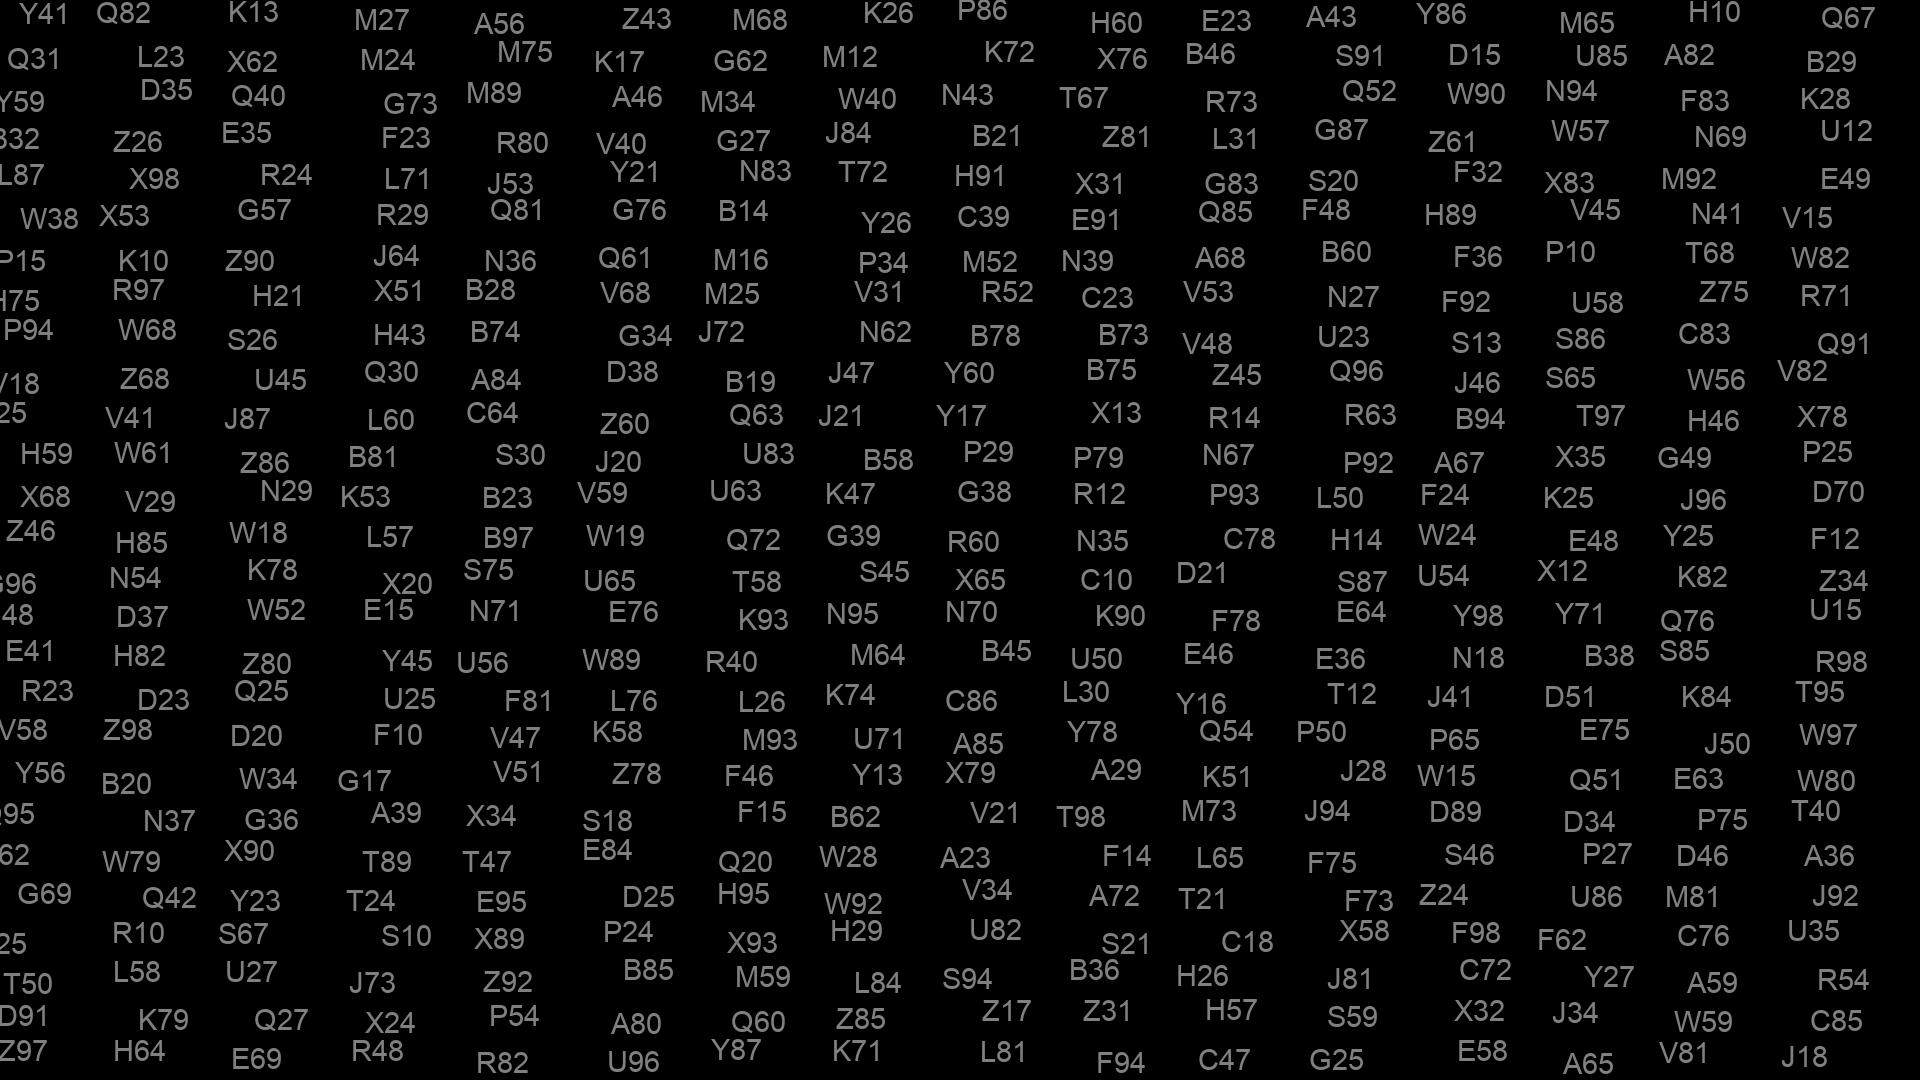 Y41 Q82 K13 M27 A56 Z43 M68 K26 P86 H60 E23 A43 Y86 M65 H10 Q67
Q31 L23 X62 M24 M75 K17 G62 M12 K72 X76 B46 S91 D15 U85 A82 B29
Y59 D35 Q40 G73 M89 A46 M34 W40 N43 T67 R73 Q52 W90 N94 F83 K28
Z26 E35 F23 R80 V40 G27 J84 B21 Z81 L31 G87 Z61 W57 N69 U12
L87 X98 R24 L71 J53 Y21 N83 T72 H91 X31 G83 S20 F32 X83 M92 E49
W38 X53 G57 R29 Q81 G76 B14 Y26 C39 E91 Q85 F48 H89 V45 N41 V15
P15 K10 Z90 J64 N36 Q61 M16 P34 M52 N39 A68 B60 F36 P10 T68 W82
H75 R97 H21 X51 B28 V68 M25 V31 R52 C23 V53 N27 F92 U58 Z75 R71
P94 W68 S26 H43 B74 G34 J72 N62 B78 B73 V48 U23 S13 S86 C83 Q91
V18 Z68 U45 Q30 A84 D38 B19 J47 Y60 B75 Z45 Q96 J46 S65 W56 V82
25 V41 J87 L60 C64 Z60 Q63 J21 Y17 X13 R14 R63 B94 T97 H46 X78
H59 W61 Z86 B81 S30 J20 U83 B58 P29 P79 N67 P92 A67 X35 G49 P25
X68 V29 N29 K53 B23 V59 U63 K47 G38 R12 P93 L50 F24 K25 J96 D70
Z46 H85 W18 L57 B97 W19 Q72 G39 R60 N35 C78 H14 W24 E48 Y25 F12
G96 N54 K78 X20 S75 U65 T58 S45 X65 C10 D21 S87 U54 X12 K82 Z34
48 D37 W52 E15 N71 E76 K93 N95 N70 K90 F78 E64 Y98 Y71 Q76 U15
E41 H82 Z80 Y45 U56 W89 R40 M64 B45 U50 E46 E36 N18 B38 S85 R98
R23 D23 Q25 U25 F81 L76 L26 K74 C86 L30 Y16 T12 J41 D51 K84 T95
V58 Z98 D20 F10 V47 K58 M93 U71 A85 Y78 Q54 P50 P65 E75 J50 W97
Y56 B20 W34 G17 V51 Z78 F46 Y13 X79 A29 K51 J28 W15 Q51 E63 W80
Q95 N37 G36 A39 X34 S18 F15 B62 V21 T98 M73 J94 D89 D34 P75 T40
62 W79 X90 T89 T47 E84 Q20 W28 A23 F14 L65 F75 S46 P27 D46 A36
G69 Q42 Y23 T24 E95 D25 H95 W92 V34 A72 T21 F73 Z24 U86 M81 J92
25 R10 S67 S10 X89 P24 X93 H29 U82 S21 C18 X58 F98 F62 C76 U35
T50 L58 U27 J73 Z92 B85 M59 L84 S94 B36 H26 J81 C72 Y27 A59 R54
D91 K79 Q27 X24 P54 A80 Q60 Z85 Z17 Z31 H57 S59 X32 J34 W59 C85
Z97 H64 E69 R48 R82 U96 Y87 K71 L81 F94 C47 G25 E58 A65 V81 J18